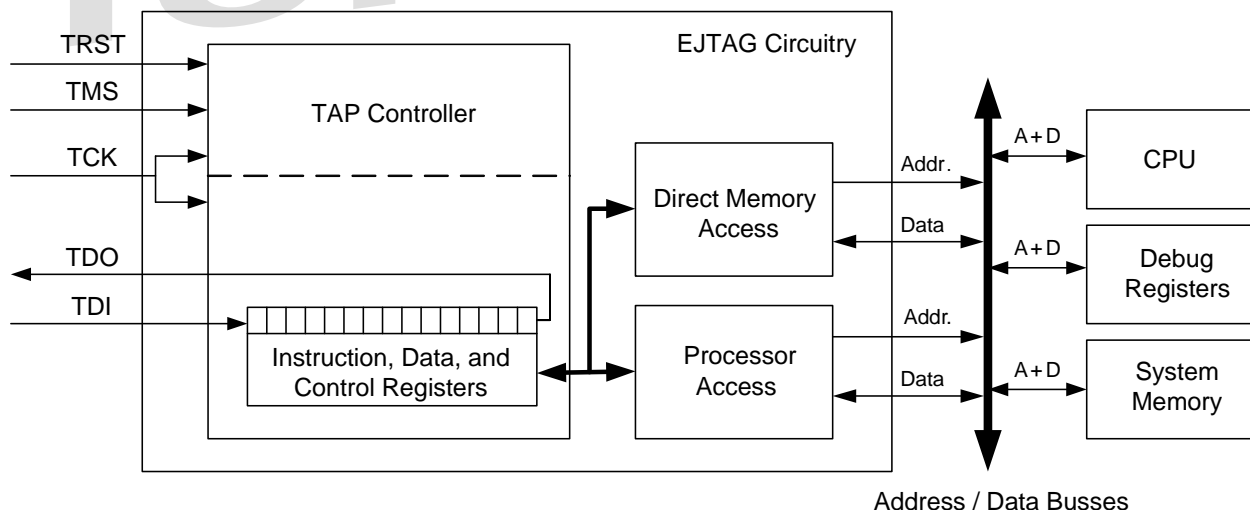 EJTAG Circuitry
TRST
TMS
TCK
TDO
TDI
TAP Controller
Instruction, Data, and
Control Registers
Direct Memory
Access
Processor
Access
Addr.
Data
Addr.
Data
A+D
A+D
A+D
CPU
Debug
Registers
System
Memory
Address / Data Busses